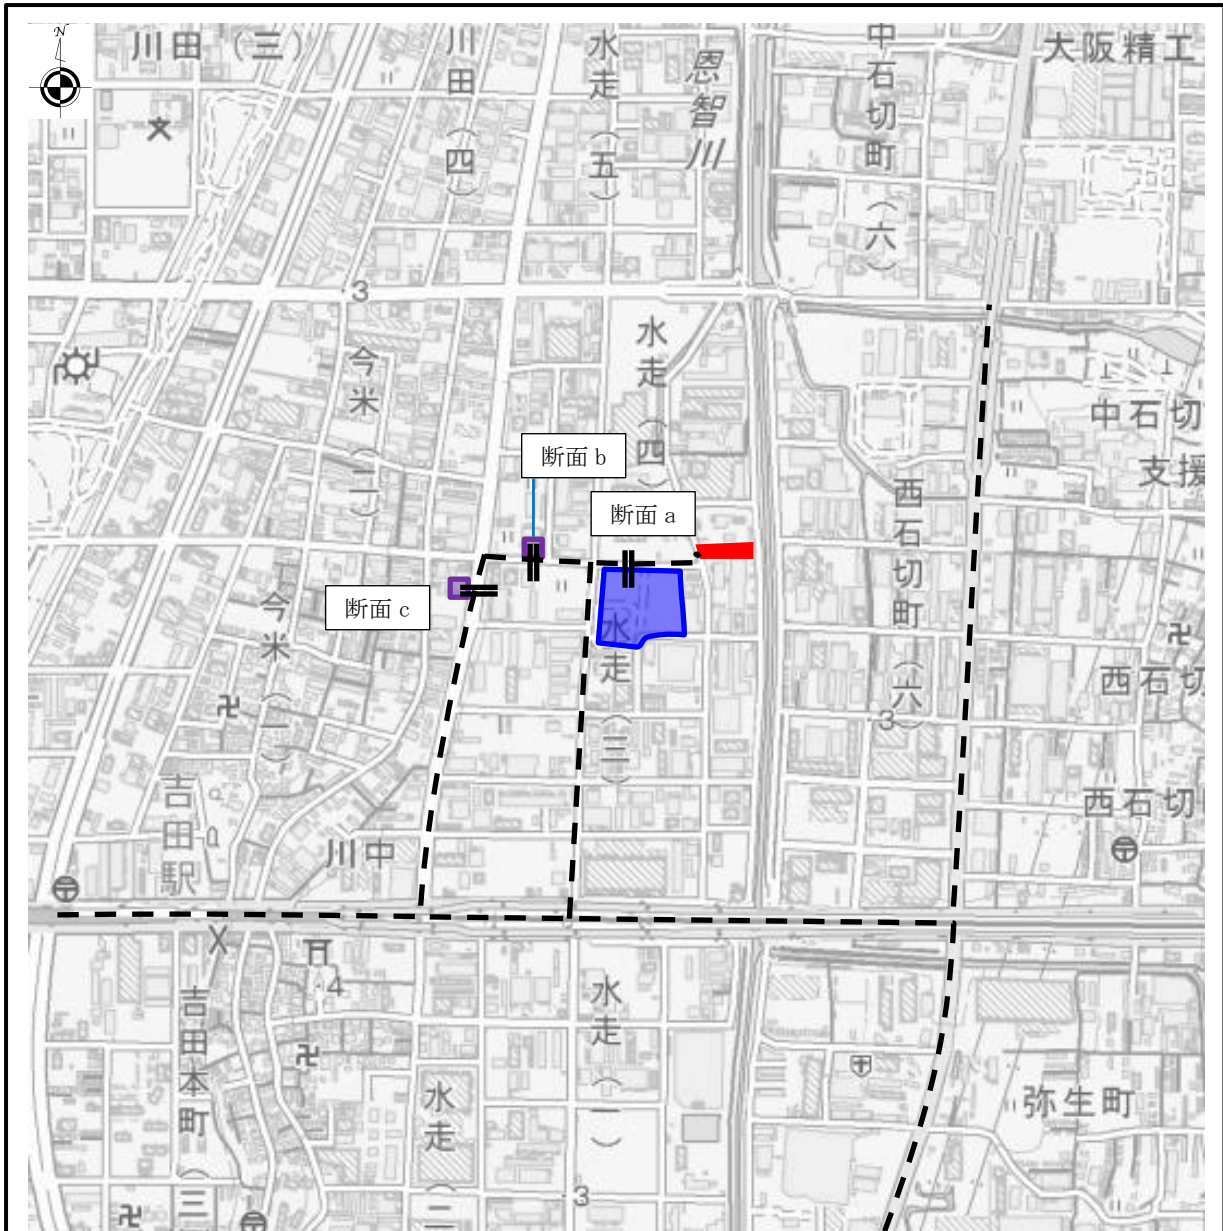 N
川田(三)
川田(四)
水走(五)
恩智川
中石切町(六)
大阪精工
3
今米(二)
水走(四)
中石切
支援
断面 b
断面 a
断面 c
西石切町(六)
3
今米(一)
水走(三)
西石切
西石切
吉田駅
川中
4
吉田本町(三
水走(二
水走(一)
弥生町
3